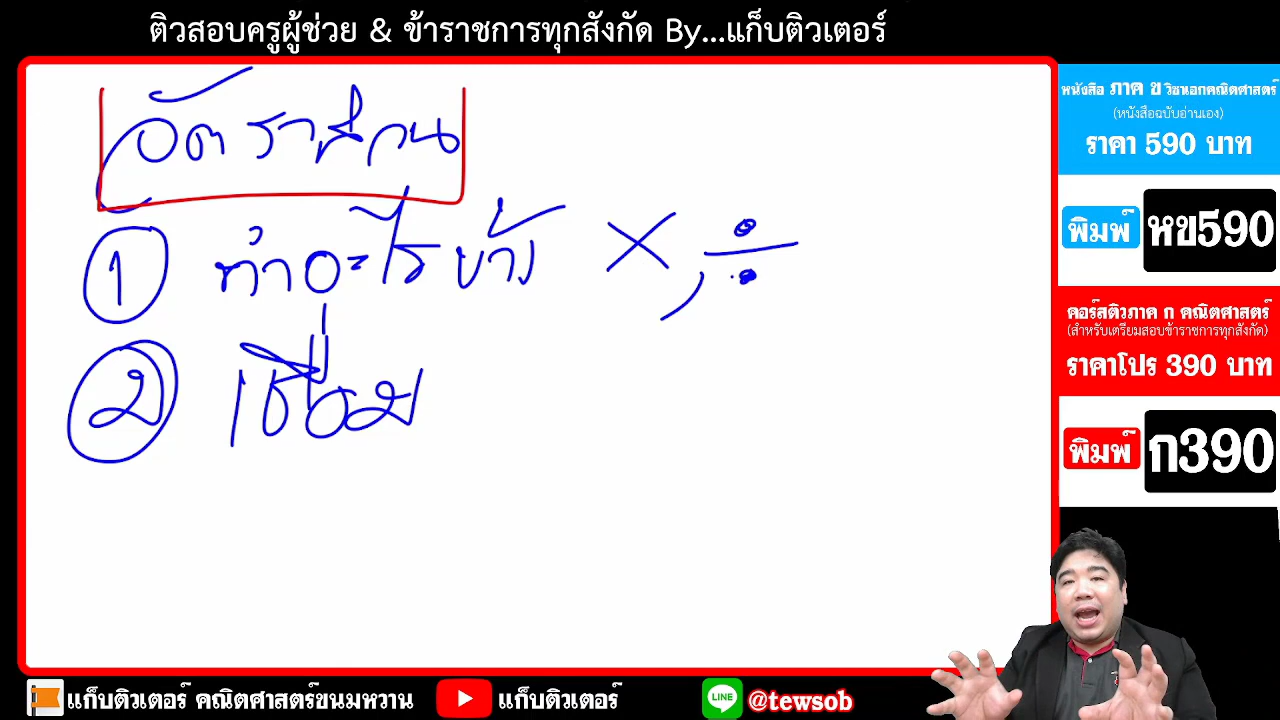 ติวสอบครูผู้ช่วย & ข้าราชการทุกสังกัด By...แก็บติวเตอร์
อัตราส่วน
① ทำอะไรบ้าง ×, ÷
② เชื่อม
หนังสือ ภาค ข วิชาเอกคณิตศาสตร์
(หนังสือฉบับอ่านเอง)
ราคา 590 บาท
พิมพ์ หข590
คอร์สติวภาค ก คณิตศาสตร์
(สำหรับเตรียมสอบข้าราชการทุกสังกัด)
ราคาโปร 390 บาท
พิมพ์ ก390
แก็บติวเตอร์ คณิตศาสตร์ขนมหวาน แก็บติวเตอร์ LINE @tewsob